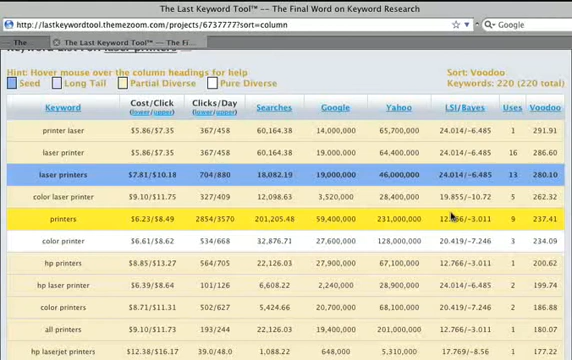 The Last Keyword Tool™ -- The Final Word on Keyword Research
http://lastkeywordtool.themezoom.com/projects/6737777?sort=column
Google
The ...
The Last Keyword Tool™ -- The Fi...
Keyword List For laser printers
Hint: Hover mouse over the column headings for help
Sort: Voodoo
Seed Long Tail Partial Diverse Pure Diverse
Keywords: 220 (220 total)
Keyword Cost/Click (lower/upper) Clicks/Day (lower/upper) Searches Google Yahoo LSI/Bayes Uses Voodoo
printer laser $5.86/$7.35 367/458 60,164.38 14,000,000 65,700,000 24.014/-6.485 1 291.91
laser printer $5.86/$7.35 367/458 60,164.38 19,000,000 64,400,000 24.014/-6.485 16 286.60
laser printers $7.81/$10.18 704/880 18,082.19 19,000,000 46,000,000 24.014/-6.485 13 280.10
color laser printer $9.10/$11.75 327/409 12,098.63 3,520,000 28,400,000 19.855/-10.72 5 262.32
printers $6.23/$8.49 2854/3570 201,205.48 59,400,000 231,000,000 12.766/-3.011 9 237.41
color printer $6.61/$8.62 534/668 32,876.71 27,600,000 128,000,000 20.419/-7.246 3 234.09
hp printers $8.85/$13.27 564/705 22,126.03 27,900,000 67,100,000 12.766/-3.011 1 200.62
hp laser printer $6.39/$8.64 101/126 6,608.22 2,240,000 28,900,000 24.014/-6.485 2 199.74
color printers $8.71/$11.31 502/627 5,424.66 20,700,000 68,100,000 20.419/-7.246 2 186.88
all printers $9.10/$11.73 193/244 22,126.03 19,400,000 201,000,000 12.766/-3.011 1 180.07
hp laserjet printers $12.38/$16.17 39.0/48.0 1,088.22 648,000 5,310,000 17.769/-8.56 1 177.22